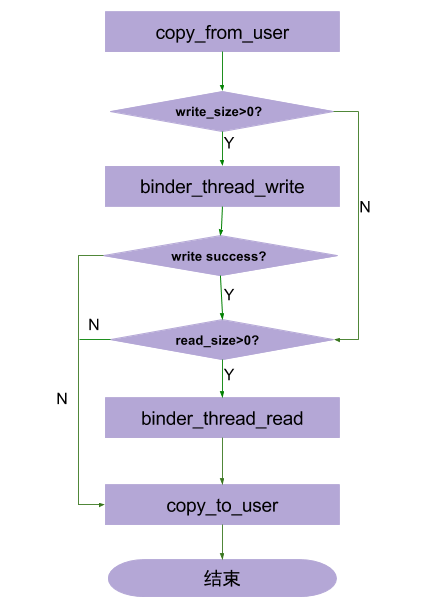 copy_from_user
write_size>0?
Y
binder_thread_write
N
write success?
Y
N
read_size>0?
Y
N
binder_thread_read
copy_to_user
结束